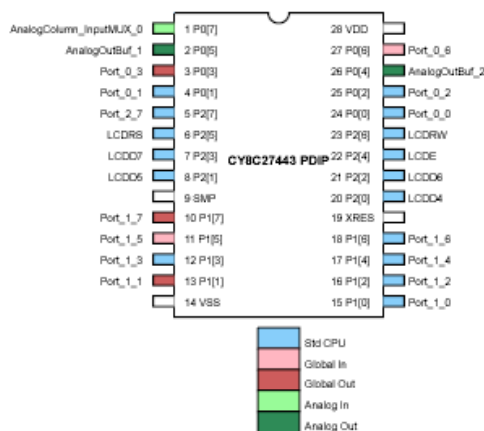 AnalogColumn_InputMUX_0 1 P0[7] 28 VDD
AnalogOutBuf_1 2 P0[5] 27 P0[6] Port_0_6
Port_0_3 3 P0[3] 26 P0[4] AnalogOutBuf_2
Port_0_1 4 P0[1] 25 P0[2] Port_0_2
Port_2_7 5 P2[7] 24 P0[0] Port_0_0
LCDRS 6 P2[5] 23 P2[6] LCDRW
LCDD7 7 P2[3] CY8C27443 PDIP 22 P2[4] LCDE
LCDD5 8 P2[1] 21 P2[2] LCDD6
9 SMP 20 P2[0] LCDD4
Port_1_7 10 P1[7] 19 XRES
Port_1_5 11 P1[5] 18 P1[6] Port_1_6
Port_1_3 12 P1[3] 17 P1[4] Port_1_4
Port_1_1 13 P1[1] 16 P1[2] Port_1_2
14 VSS 15 P1[0] Port_1_0
Std CPU
Global In
Global Out
Analog In
Analog Out